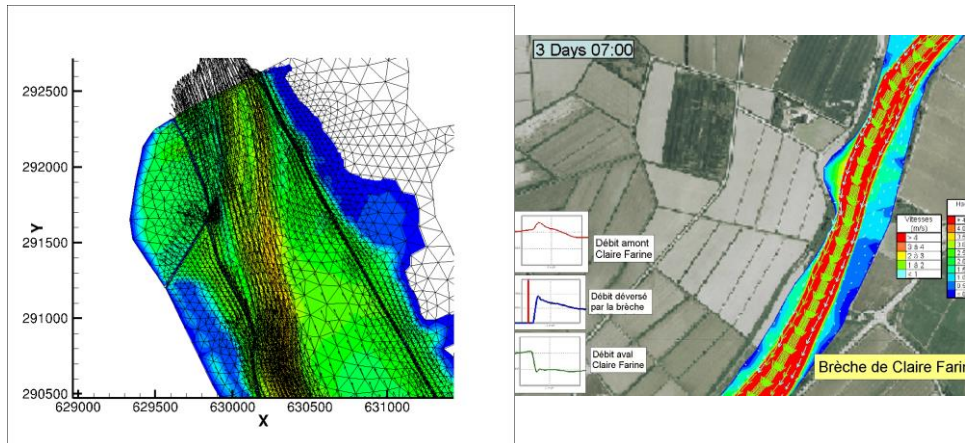 292500
292000
291500
291000
290500
Y
629000 629500 630000 630500 631000
X
3 Days 07:00
Débit amont
Claire Farine
Débit déversé
par la brèche
Débit aval
Claire Farine
Vitesses
(m/s)
> 4
3 à 4
2 à 3
1 à 2
< 1
Brèche de Claire Farin